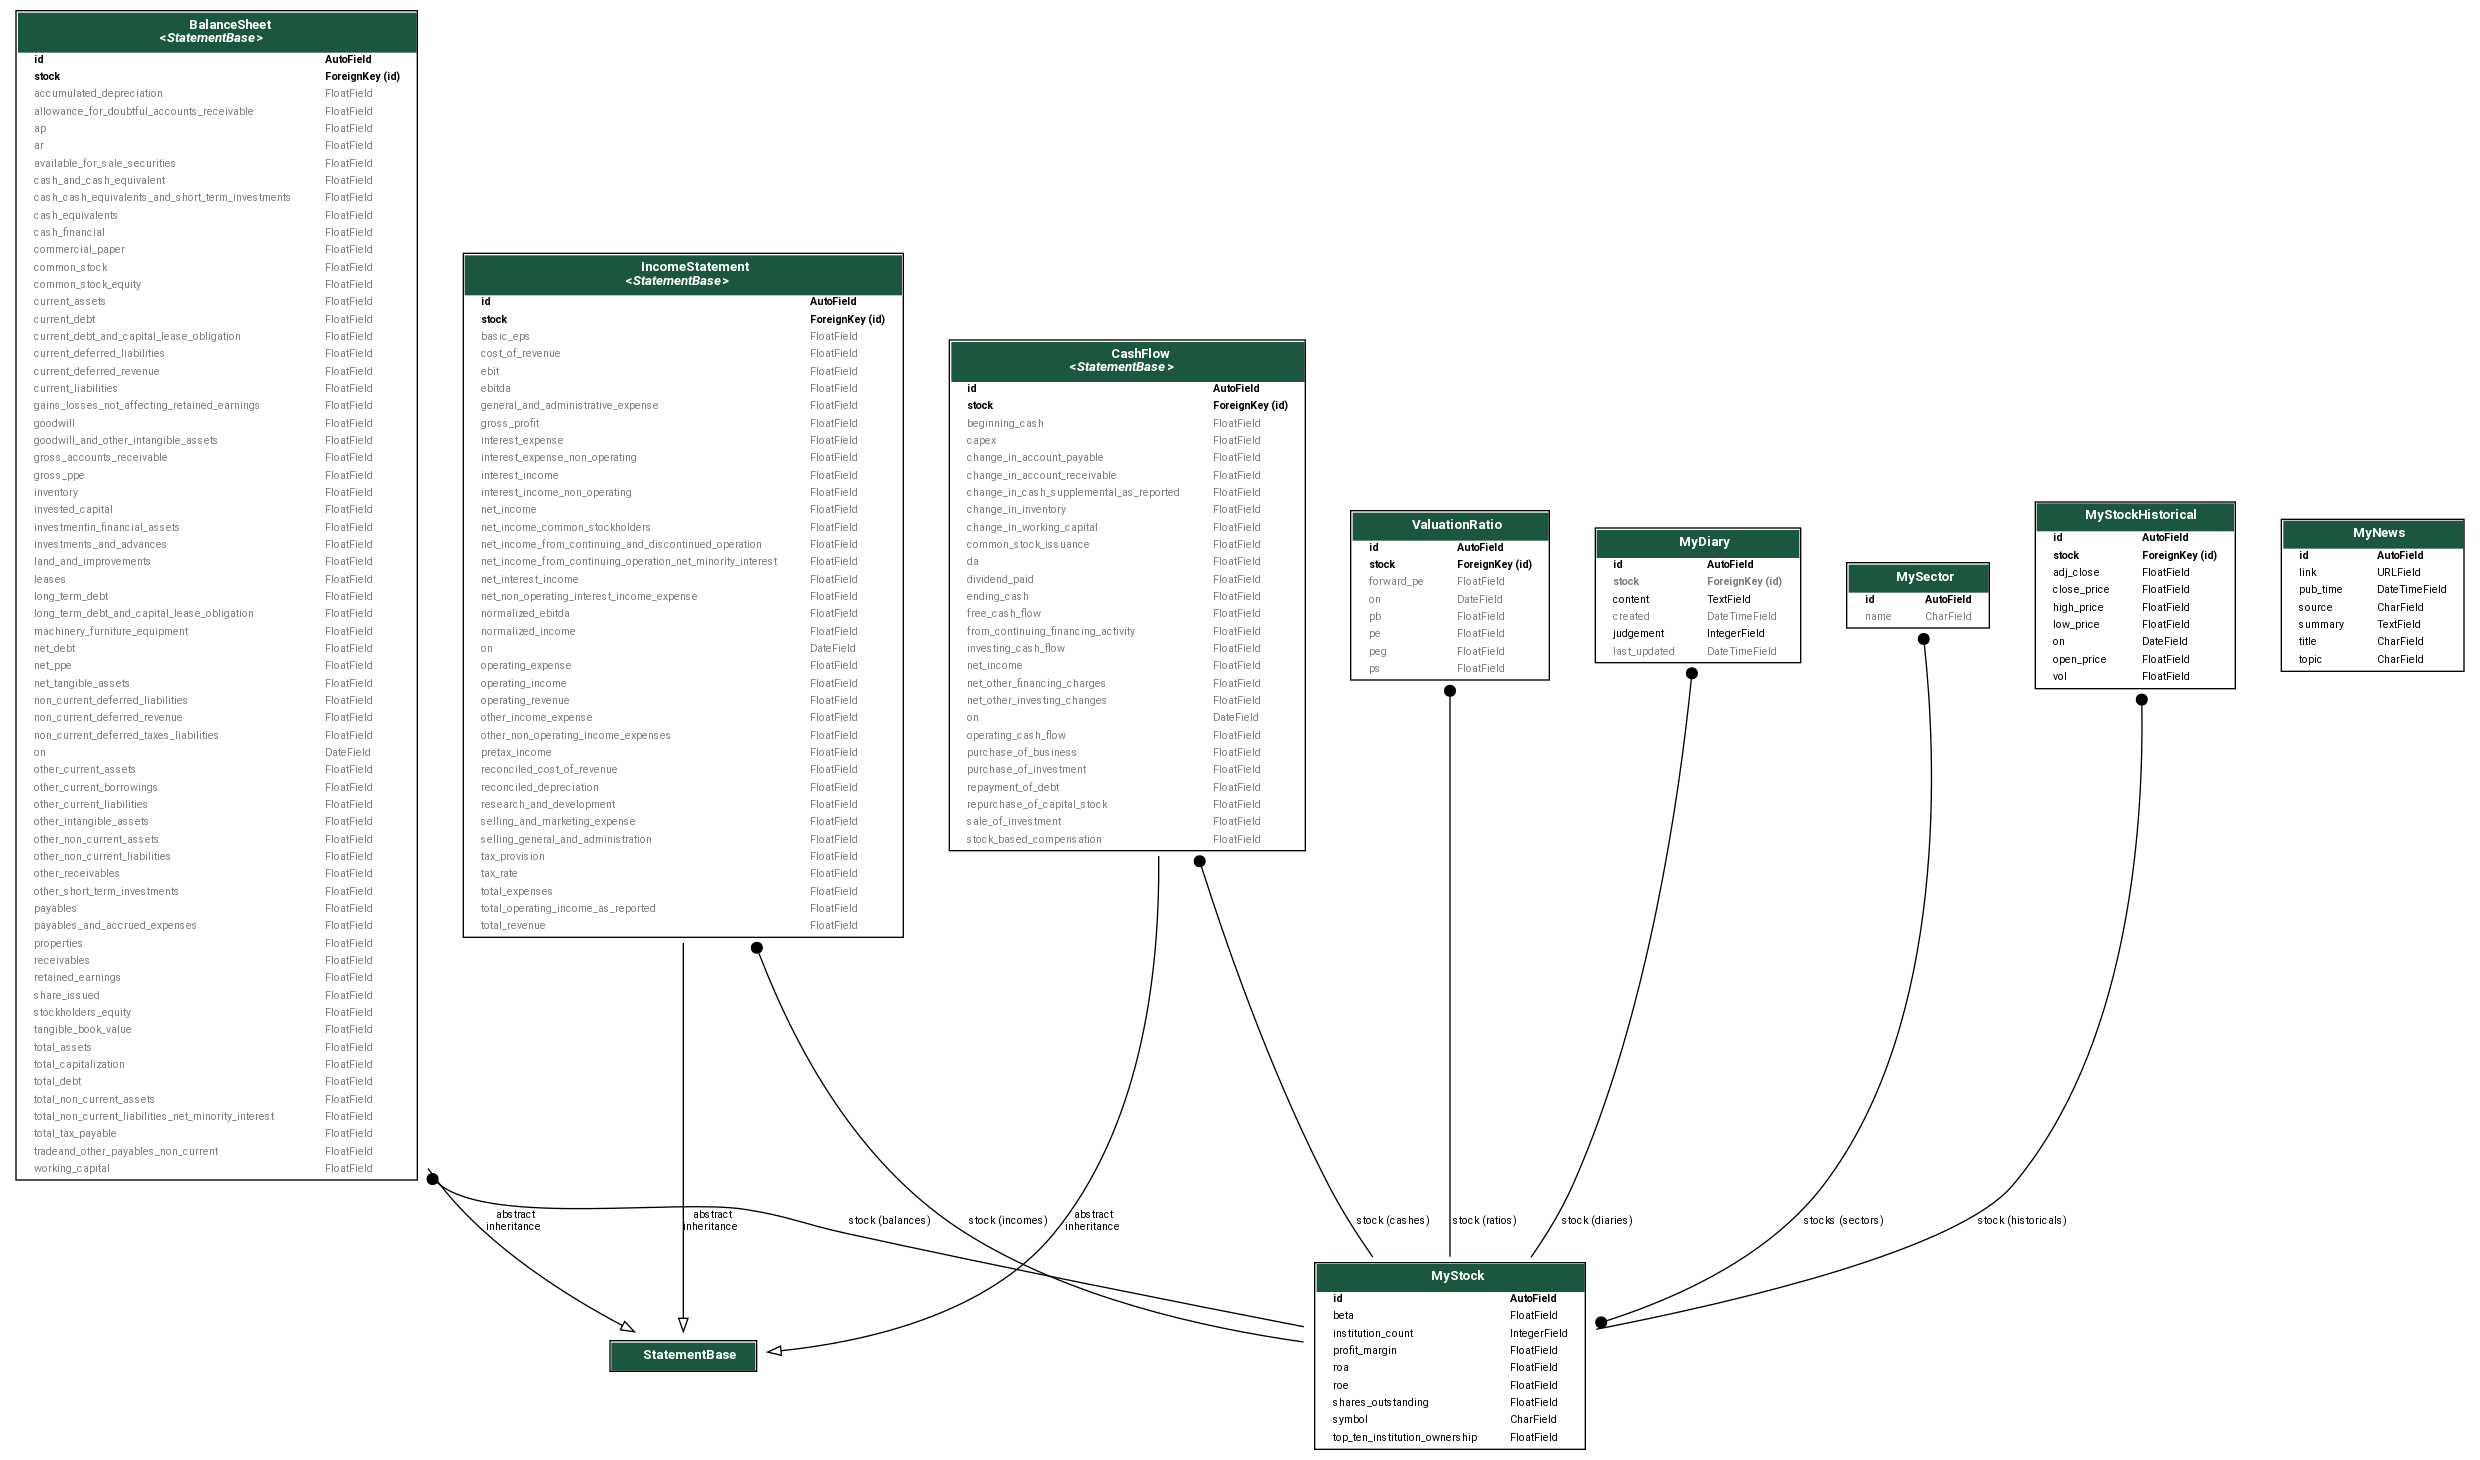 BalanceSheet
<StatementBase>
id AutoField
stock ForeignKey (id)
accumulated_depreciation FloatField
allowance_for_doubtful_accounts_receivable FloatField
ap FloatField
ar FloatField
available_for_sale_securities FloatField
cash_and_cash_equivalent FloatField
cash_cash_equivalents_and_short_term_investments FloatField
cash_equivalents FloatField
cash_financial FloatField
commercial_paper FloatField
common_stock FloatField
common_stock_equity FloatField
current_assets FloatField
current_debt FloatField
current_debt_and_capital_lease_obligation FloatField
current_deferred_liabilities FloatField
current_deferred_revenue FloatField
current_liabilities FloatField
gains_losses_not_affecting_retained_earnings FloatField
goodwill FloatField
goodwill_and_other_intangible_assets FloatField
gross_accounts_receivable FloatField
gross_ppe FloatField
inventory FloatField
invested_capital FloatField
investmentin_financial_assets FloatField
investments_and_advances FloatField
land_and_improvements FloatField
leases FloatField
long_term_debt FloatField
long_term_debt_and_capital_lease_obligation FloatField
machinery_furniture_equipment FloatField
net_debt FloatField
net_ppe FloatField
net_tangible_assets FloatField
non_current_deferred_liabilities FloatField
non_current_deferred_revenue FloatField
non_current_deferred_taxes_liabilities FloatField
on DateField
other_current_assets FloatField
other_current_borrowings FloatField
other_current_liabilities FloatField
other_intangible_assets FloatField
other_non_current_assets FloatField
other_non_current_liabilities FloatField
other_receivables FloatField
other_short_term_investments FloatField
payables FloatField
payables_and_accrued_expenses FloatField
properties FloatField
receivables FloatField
retained_earnings FloatField
share_issued FloatField
stockholders_equity FloatField
tangible_book_value FloatField
total_assets FloatField
total_capitalization FloatField
total_debt FloatField
total_non_current_assets FloatField
total_non_current_liabilities_net_minority_interest FloatField
total_tax_payable FloatField
tradeand_other_payables_non_current FloatField
working_capital FloatField
IncomeStatement
<StatementBase>
id AutoField
stock ForeignKey (id)
basic_eps FloatField
cost_of_revenue FloatField
ebit FloatField
ebitda FloatField
general_and_administrative_expense FloatField
gross_profit FloatField
interest_expense FloatField
interest_expense_non_operating FloatField
interest_income FloatField
interest_income_non_operating FloatField
net_income FloatField
net_income_common_stockholders FloatField
net_income_from_continuing_and_discontinued_operation FloatField
net_income_from_continuing_operation_net_minority_interest FloatField
net_interest_income FloatField
net_non_operating_interest_income_expense FloatField
normalized_ebitda FloatField
normalized_income FloatField
on DateField
operating_expense FloatField
operating_income FloatField
operating_revenue FloatField
other_income_expense FloatField
other_non_operating_income_expenses FloatField
pretax_income FloatField
reconciled_cost_of_revenue FloatField
reconciled_depreciation FloatField
research_and_development FloatField
selling_and_marketing_expense FloatField
selling_general_and_administration FloatField
tax_provision FloatField
tax_rate FloatField
total_expenses FloatField
total_operating_income_as_reported FloatField
total_revenue FloatField
CashFlow
<StatementBase>
id AutoField
stock ForeignKey (id)
beginning_cash FloatField
capex FloatField
change_in_account_payable FloatField
change_in_account_receivable FloatField
change_in_cash_supplemental_as_reported FloatField
change_in_inventory FloatField
change_in_working_capital FloatField
common_stock_issuance FloatField
da FloatField
dividend_paid FloatField
ending_cash FloatField
free_cash_flow FloatField
from_continuing_financing_activity FloatField
investing_cash_flow FloatField
net_income FloatField
net_other_financing_charges FloatField
net_other_investing_changes FloatField
on DateField
operating_cash_flow FloatField
purchase_of_business FloatField
purchase_of_investment FloatField
repayment_of_debt FloatField
repurchase_of_capital_stock FloatField
sale_of_investment FloatField
stock_based_compensation FloatField
ValuationRatio
id AutoField
stock ForeignKey (id)
forward_pe FloatField
on DateField
pb FloatField
pe FloatField
peg FloatField
ps FloatField
MyDiary
id AutoField
stock ForeignKey (id)
content TextField
created DateTimeField
judgement IntegerField
last_updated DateTimeField
MySector
id AutoField
name CharField
MyStockHistorical
id AutoField
stock ForeignKey (id)
adj_close FloatField
close_price FloatField
high_price FloatField
low_price FloatField
on DateField
open_price FloatField
vol FloatField
MyNews
id AutoField
link URLField
pub_time DateTimeField
source CharField
summary TextField
title CharField
topic CharField
abstract
inheritance
abstract
inheritance
stock (balances)
stock (incomes)
abstract
inheritance
stock (cashes)
stock (ratios)
stock (diaries)
stocks (sectors)
stock (historicals)
StatementBase
MyStock
id AutoField
beta FloatField
institution_count IntegerField
profit_margin FloatField
roa FloatField
roe FloatField
shares_outstanding FloatField
symbol CharField
top_ten_institution_ownership FloatField